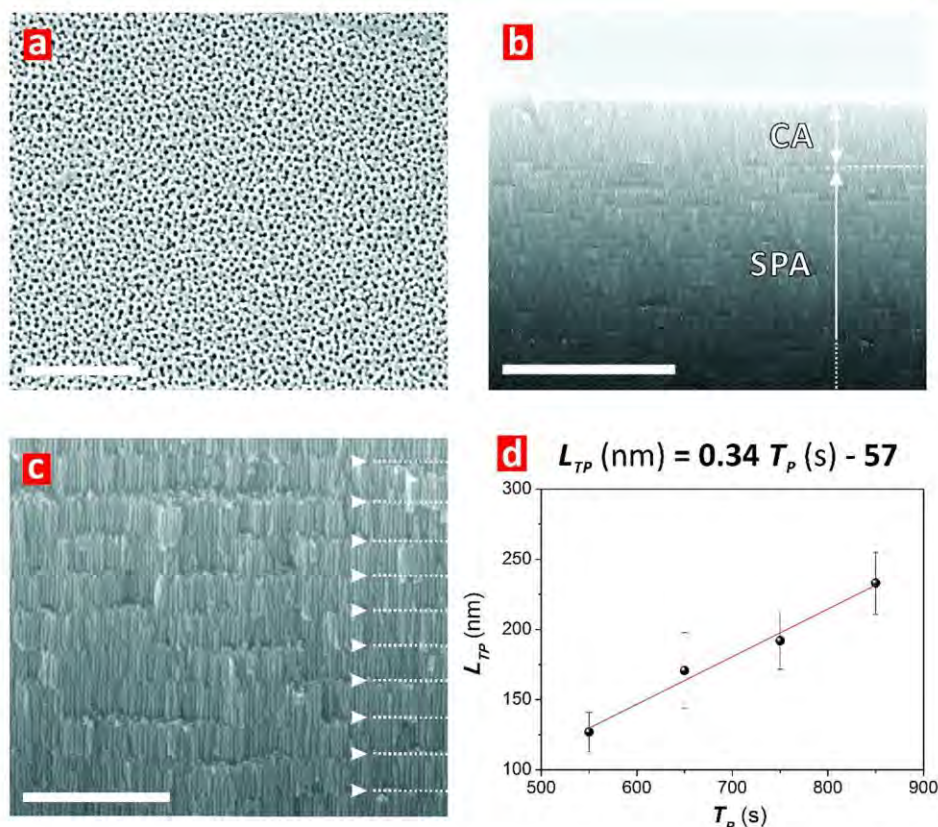 a
b
CA
SPA
c
d
L_TP (nm) = 0.34 T_P (s) - 57
300
250
200
150
100
L_TP (nm)
500 600 700 800 900
T_P (s)